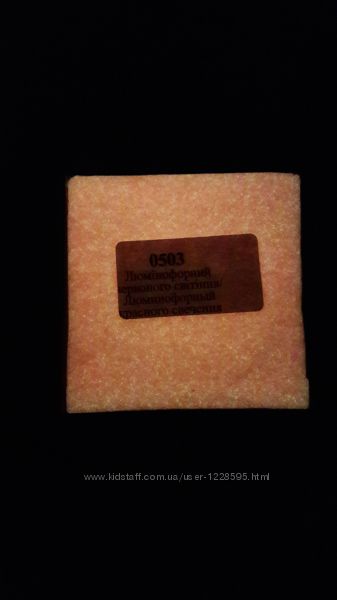 0503
Люмінофорний
червоного світіння/
Люминофорный
красного свечения
www.kidstaff.com.ua/user-1228595.html